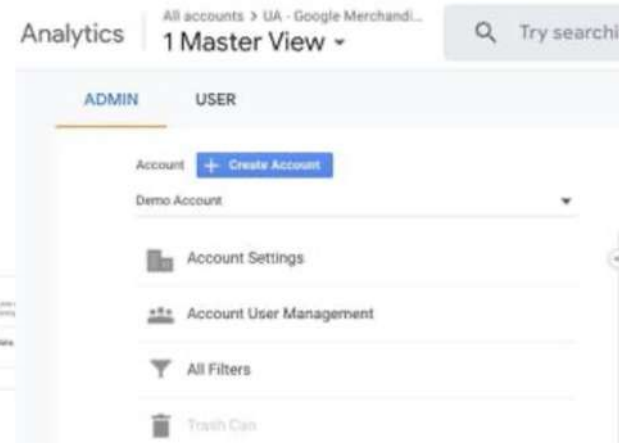 All accounts > UA - Google Merchandi...
Analytics
1 Master View
Try searchi
ADMIN
USER
Account
+ Create Account
Demo Account
Account Settings
Account User Management
All Filters
Trash Can